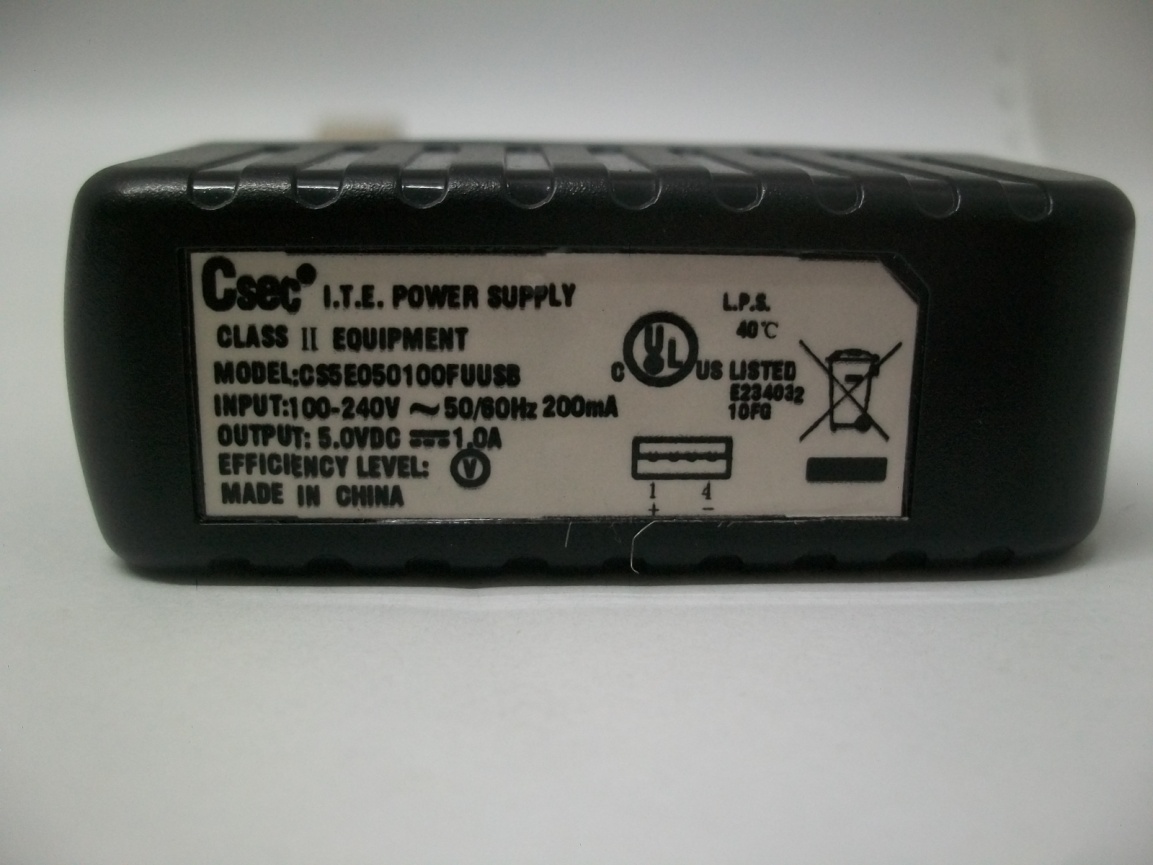 Csec I.T.E. POWER SUPPLY
CLASS II EQUIPMENT
MODEL:CS5E050100FUUSB
INPUT:100-240V ~ 50/60Hz 200mA
OUTPUT: 5.0VDC ⎓ 1.0A
EFFICIENCY LEVEL: V
MADE IN CHINA
L.P.S.
40℃
C UL US LISTED
E234032
10FG
1 4
+ −